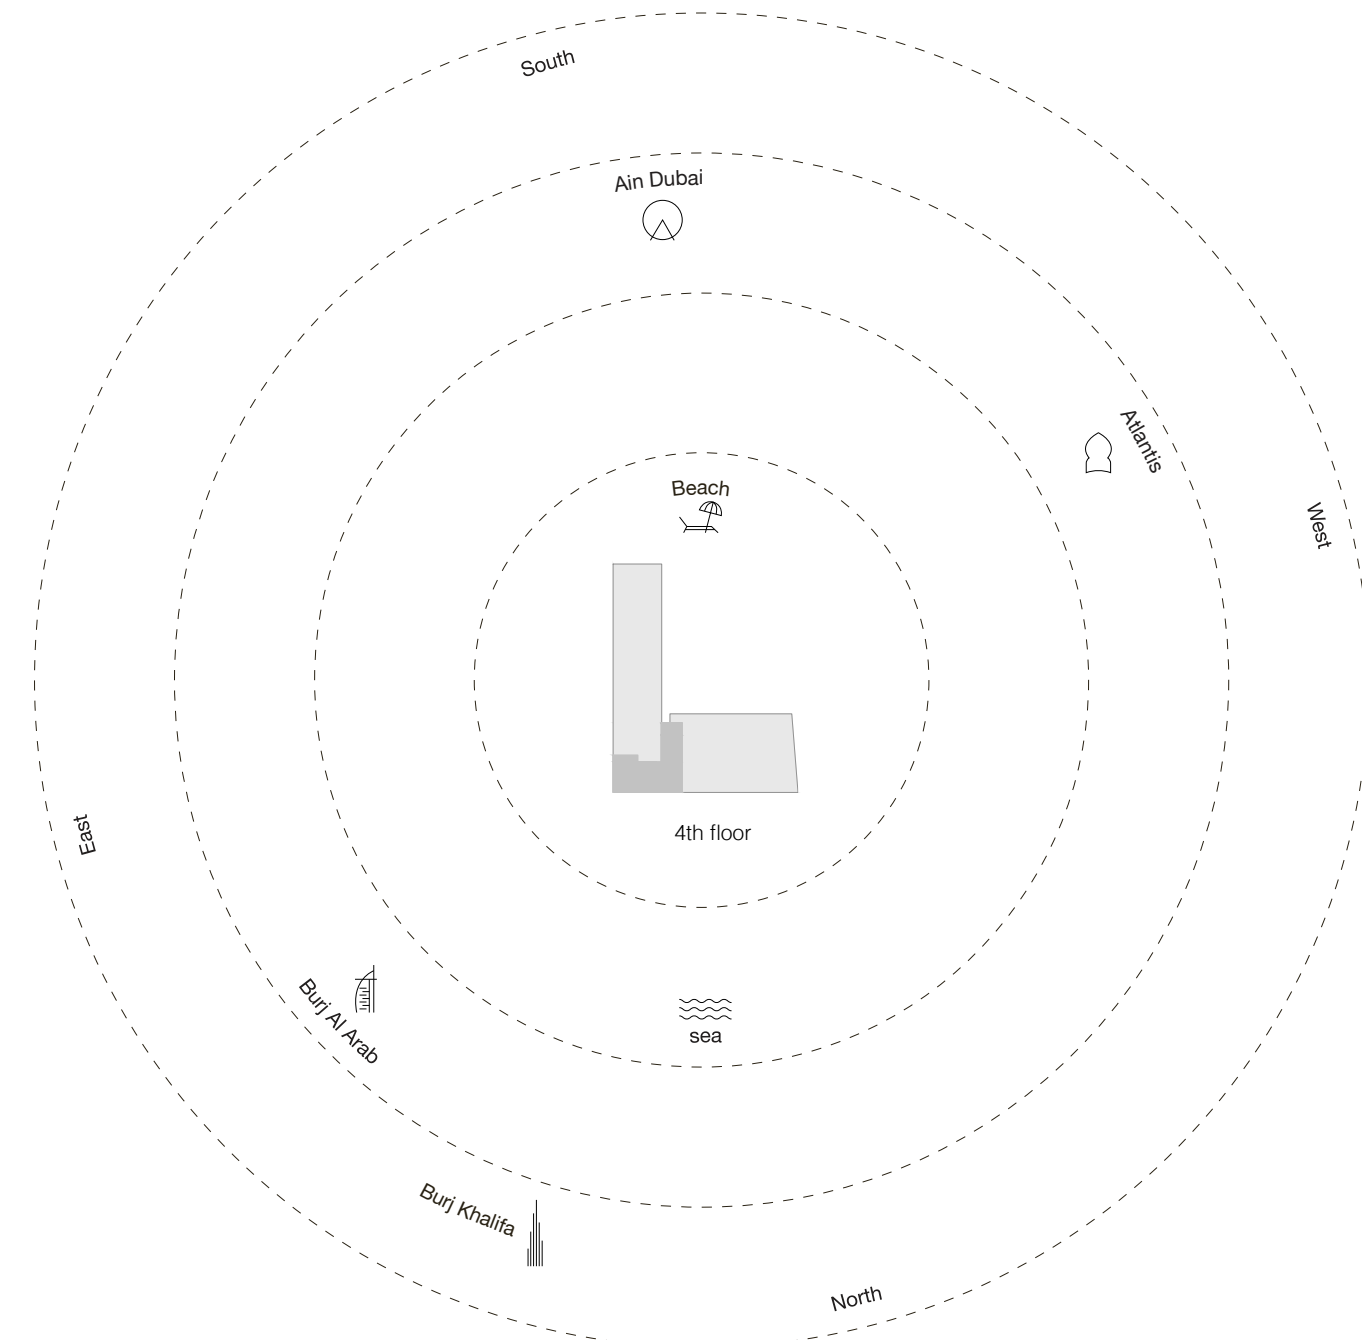 South
Ain Dubai
Atlantis
Beach
West
East
4th floor
Burj Al Arab
sea
Burj Khalifa
North